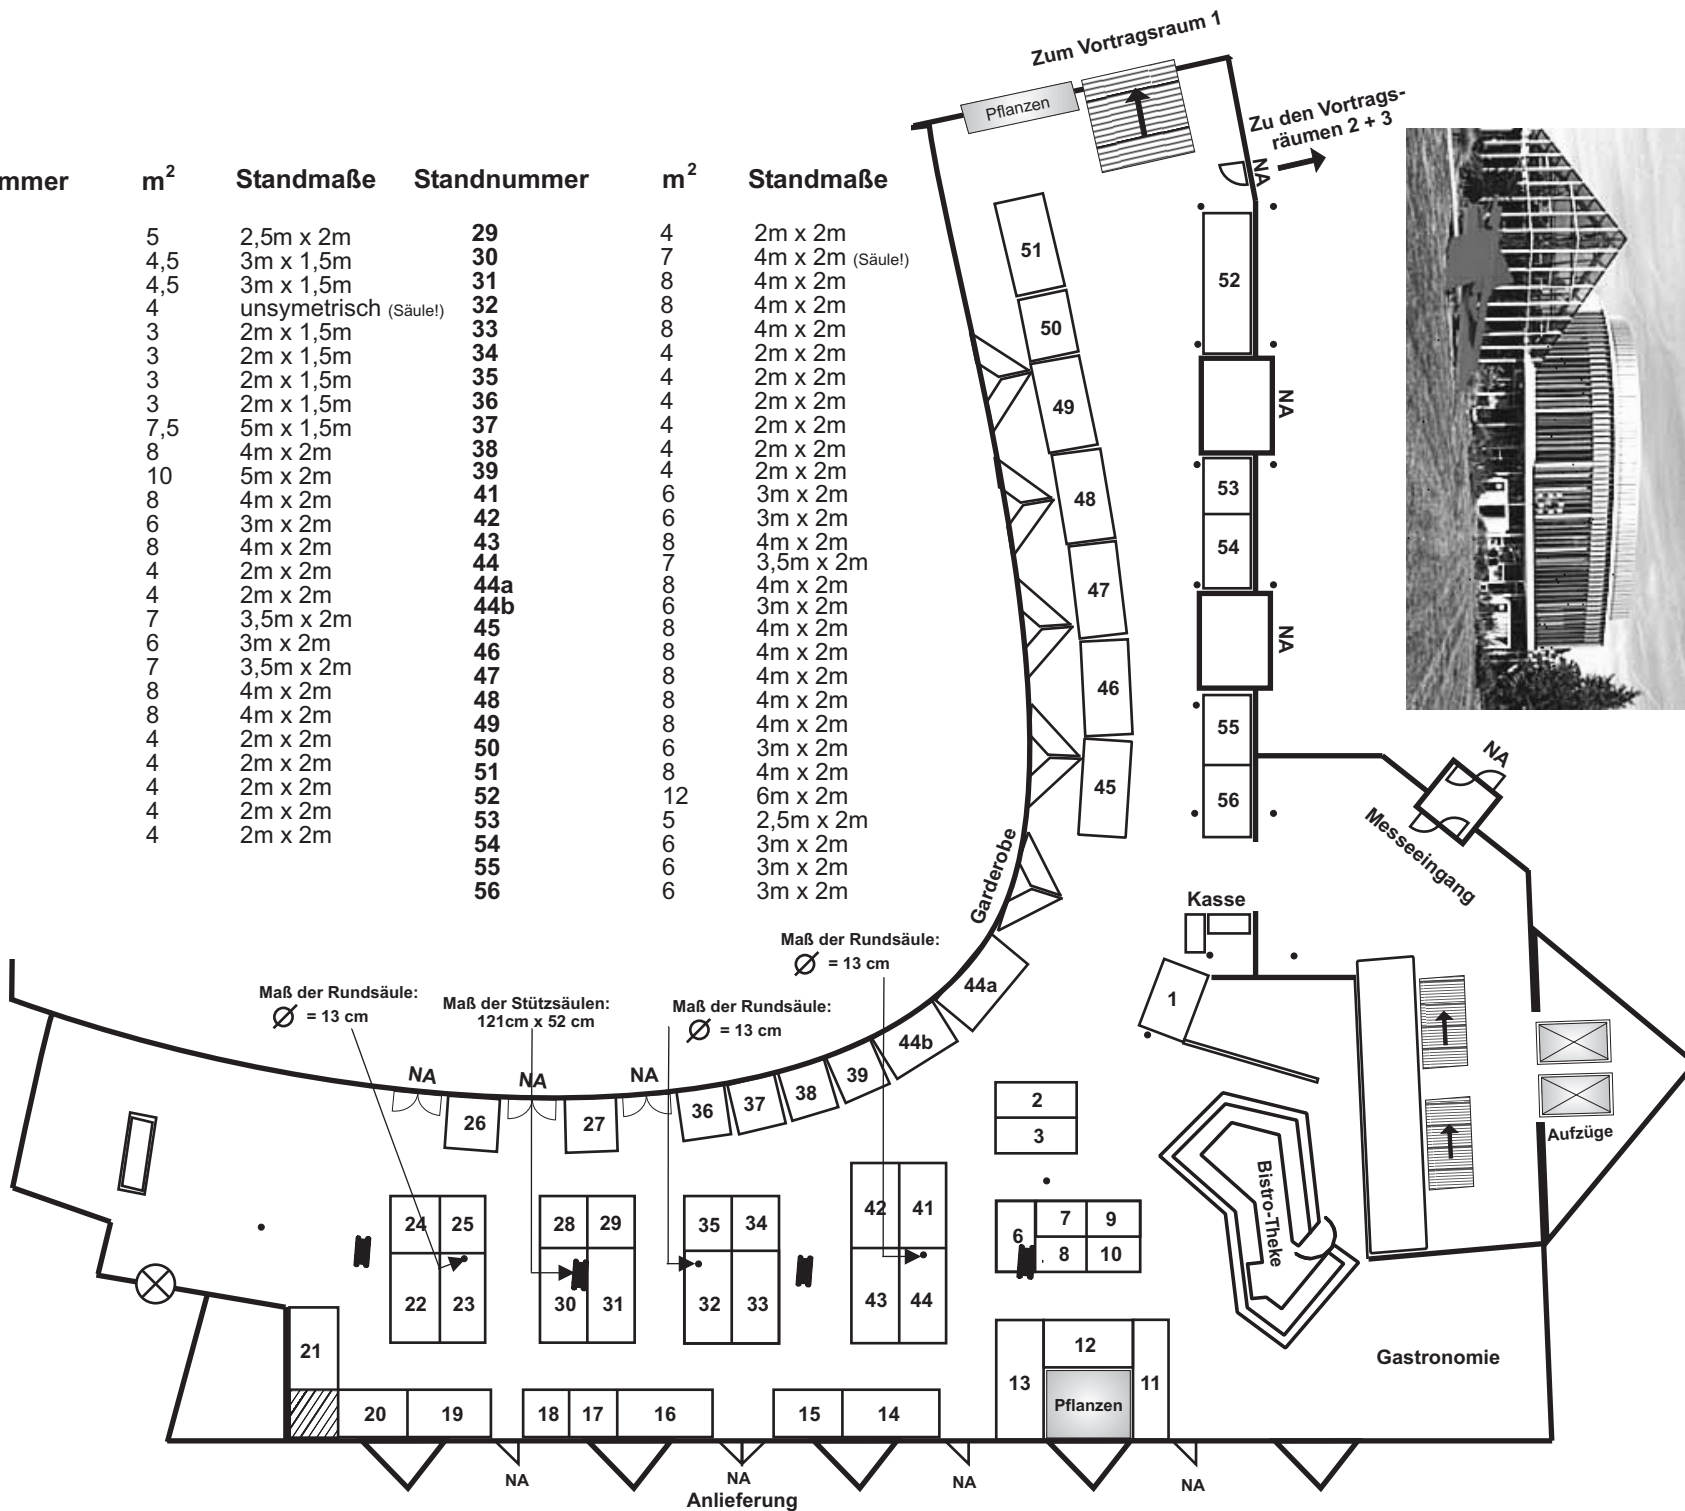 Zum Vortragsraum 1
Pflanzen
Zu den Vortrags-
räumen 2 + 3
NA
mmer m² Standmaße Standnummer m² Standmaße
5 2,5m x 2m 29 4 2m x 2m
4,5 3m x 1,5m 30 7 4m x 2m (Säule!)
4,5 3m x 1,5m 31 8 4m x 2m
4 unsymetrisch (Säule!) 32 8 4m x 2m
3 2m x 1,5m 33 8 4m x 2m
3 2m x 1,5m 34 4 2m x 2m
3 2m x 1,5m 35 4 2m x 2m
3 2m x 1,5m 36 4 2m x 2m
7,5 5m x 1,5m 37 4 2m x 2m
8 4m x 2m 38 4 2m x 2m
10 5m x 2m 39 4 2m x 2m
8 4m x 2m 41 6 3m x 2m
6 3m x 2m 42 6 3m x 2m
8 4m x 2m 43 8 4m x 2m
4 2m x 2m 44 7 3,5m x 2m
4 2m x 2m 44a 8 4m x 2m
7 3,5m x 2m 44b 6 3m x 2m
6 3m x 2m 45 8 4m x 2m
7 3,5m x 2m 46 8 4m x 2m
8 4m x 2m 47 8 4m x 2m
8 4m x 2m 48 8 4m x 2m
4 2m x 2m 49 8 4m x 2m
4 2m x 2m 50 6 3m x 2m
4 2m x 2m 51 8 4m x 2m
4 2m x 2m 52 12 6m x 2m
4 2m x 2m 53 5 2,5m x 2m
54 6 3m x 2m
55 6 3m x 2m
56 6 3m x 2m
51
52
50
49
NA
48
53
54
47
NA
46
55
45
56
NA
Messeeingang
Garderobe
Kasse
Maß der Rundsäule:
Ø = 13 cm
Maß der Rundsäule:
Ø = 13 cm
Maß der Stützsäulen:
121cm x 52 cm
Maß der Rundsäule:
Ø = 13 cm
44a
1
44b
NA
NA
NA
39
38
37
36
26
27
2
3
Aufzüge
Bistro-Theke
24 25
28 29
35 34
42 41
6
7 9
8 10
22 23
30 31
32 33
43 44
21
12
13
11
Pflanzen
Gastronomie
20 19
18 17 16
15 14
NA
NA
NA
NA
Anlieferung